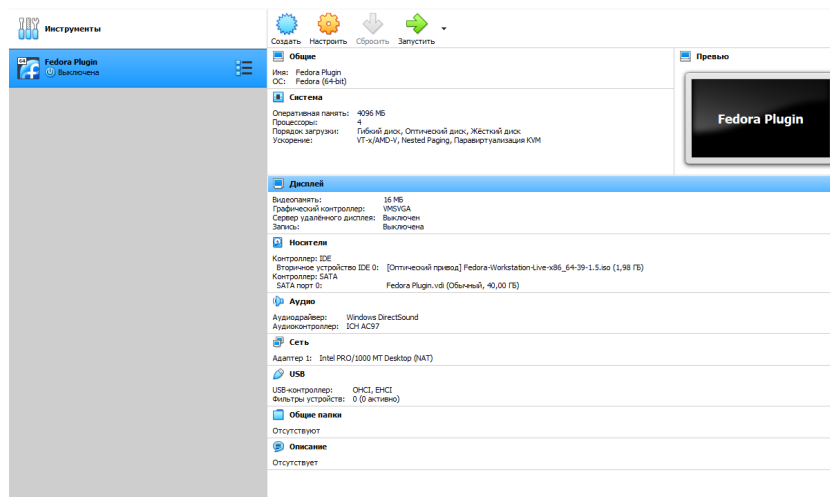 Инструменты
Создать Настроить Сбросить Запустить
64
Fedora Plugin
Выключена
Общие
Имя: Fedora Plugin
ОС: Fedora (64-bit)
Превью
Fedora Plugin
Система
Оперативная память: 4096 МБ
Процессоры: 4
Порядок загрузки: Гибкий диск, Оптический диск, Жёсткий диск
Ускорение: VT-x/AMD-V, Nested Paging, Паравиртуализация KVM
Дисплей
Видеопамять: 16 МБ
Графический контроллер: VMSVGA
Сервер удалённого дисплея: Выключен
Запись: Выключена
Носители
Контроллер: IDE
Вторичное устройство IDE 0: [Оптический привод] Fedora-Workstation-Live-x86_64-39-1.5.iso (1,98 ГБ)
Контроллер: SATA
SATA порт 0: Fedora Plugin.vdi (Обычный, 40,00 ГБ)
Аудио
Аудиодрайвер: Windows DirectSound
Аудиоконтроллер: ICH AC97
Сеть
Адаптер 1: Intel PRO/1000 MT Desktop (NAT)
USB
USB-контроллер: OHCI, EHCI
Фильтры устройств: 0 (0 активно)
Общие папки
Отсутствуют
Описание
Отсутствует